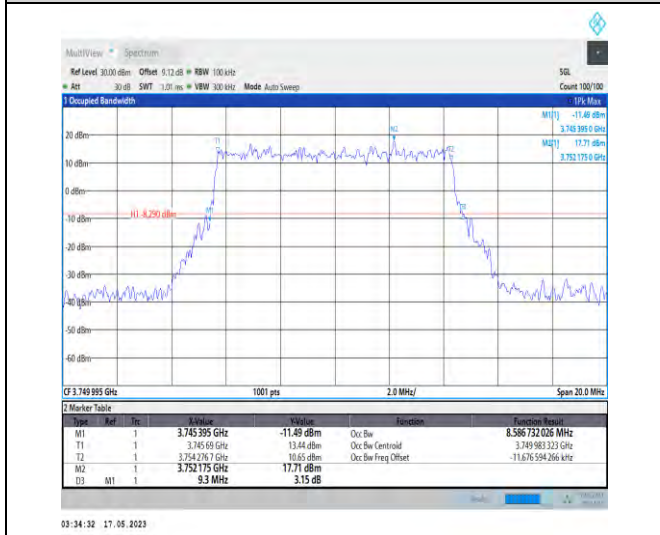 MultiView Spectrum
Ref Level 30.00 dBm Offset 9.12 dB RBW 100 kHz SGL
Att 30 dB SWT 1.01 ms VBW 300 kHz Mode Auto Sweep Count 100/100
1 Occupied Bandwidth 1Pk Max
M1[1] -11.49 dBm
3.745 395 0 GHz
M2[1] 17.71 dBm
3.752 175 0 GHz
M2
T1
T2
20 dBm
10 dBm
0 dBm
M1
D3
H1 -8.290 dBm
-10 dBm
-20 dBm
-30 dBm
-40 dBm
-50 dBm
-60 dBm
CF 3.749 995 GHz 1001 pts 2.0 MHz/ Span 20.0 MHz
2 Marker Table
Type Ref Trc X-Value Y-Value Function Function Result
M1 1 3.745395 GHz -11.49 dBm Occ Bw 8.586 732 026 MHz
T1 1 3.745 69 GHz 13.44 dBm Occ Bw Centroid 3.749 983 323 GHz
T2 1 3.754 276 7 GHz 10.65 dBm Occ Bw Freq Offset -11.676 594 266 kHz
M2 1 3.752175 GHz 17.71 dBm
D3 M1 1 9.3 MHz 3.15 dB
03:34:32 17.05.2023